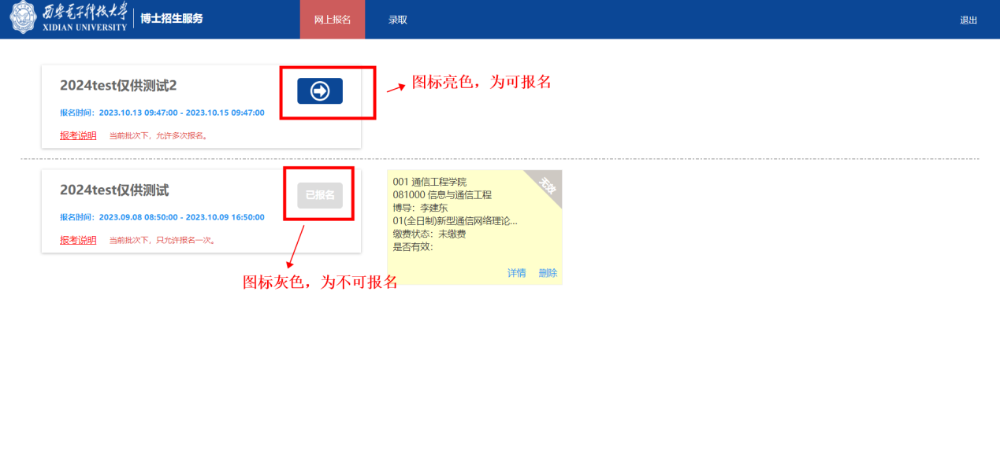 西安电子科技大学
XIDIAN UNIVERSITY
博士招生服务
网上报名
录取
退出
2024test仅供测试2
报名时间：2023.10.13 09:47:00 - 2023.10.15 09:47:00
报考说明 当前批次下，允许多次报名。
图标亮色，为可报名
2024test仅供测试
已报名
报名时间：2023.09.08 08:50:00 - 2023.10.09 16:50:00
报考说明 当前批次下，只允许报名一次。
图标灰色，为不可报名
无效
001 通信工程学院
081000 信息与通信工程
博导：李建东
01(全日制)新型通信网络理论...
缴费状态：未缴费
是否有效：
详情 删除